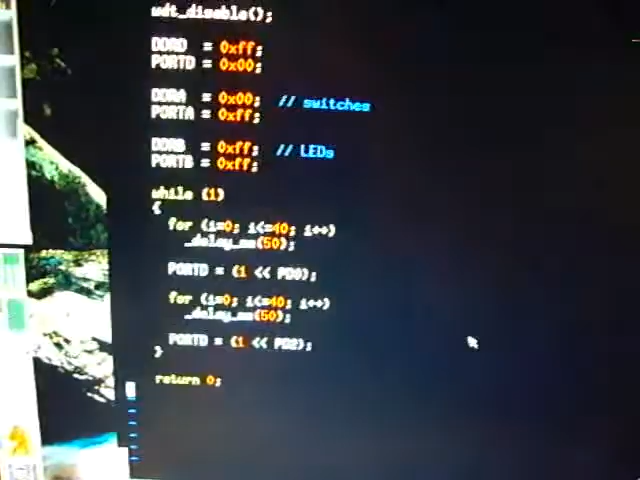 wdt_disable();
DDRD = 0xff;
PORTD = 0x00;
DDRA = 0x00; // switches
PORTA = 0xff;
DDRB = 0xff; // LEDs
PORTB = 0xff;
while (1)
{
for (i=0; i<=40; i++)
_delay_ms(50);
PORTD = (1 << PD0);
for (i=0; i<=40; i++)
_delay_ms(50);
PORTD = (1 << PD2);
}
return 0;